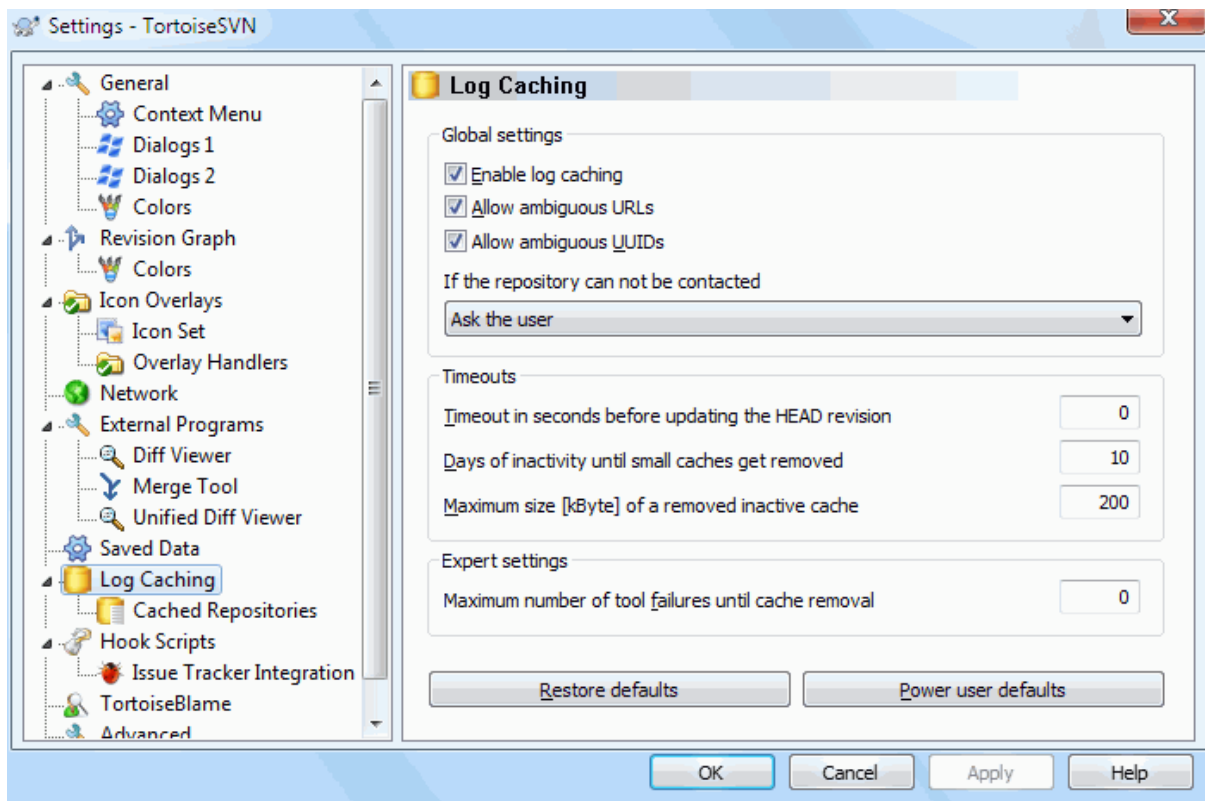 Settings - TortoiseSVN
X
General
Context Menu
Dialogs 1
Dialogs 2
Colors
Revision Graph
Colors
Icon Overlays
Icon Set
Overlay Handlers
Network
External Programs
Diff Viewer
Merge Tool
Unified Diff Viewer
Saved Data
Log Caching
Cached Repositories
Hook Scripts
Issue Tracker Integration
TortoiseBlame
Advanced
Log Caching
Global settings
Enable log caching
Allow ambiguous URLs
Allow ambiguous UUIDs
If the repository can not be contacted
Ask the user
Timeouts
Timeout in seconds before updating the HEAD revision 0
Days of inactivity until small caches get removed 10
Maximum size [kByte] of a removed inactive cache 200
Expert settings
Maximum number of tool failures until cache removal 0
Restore defaults Power user defaults
OK Cancel Apply Help